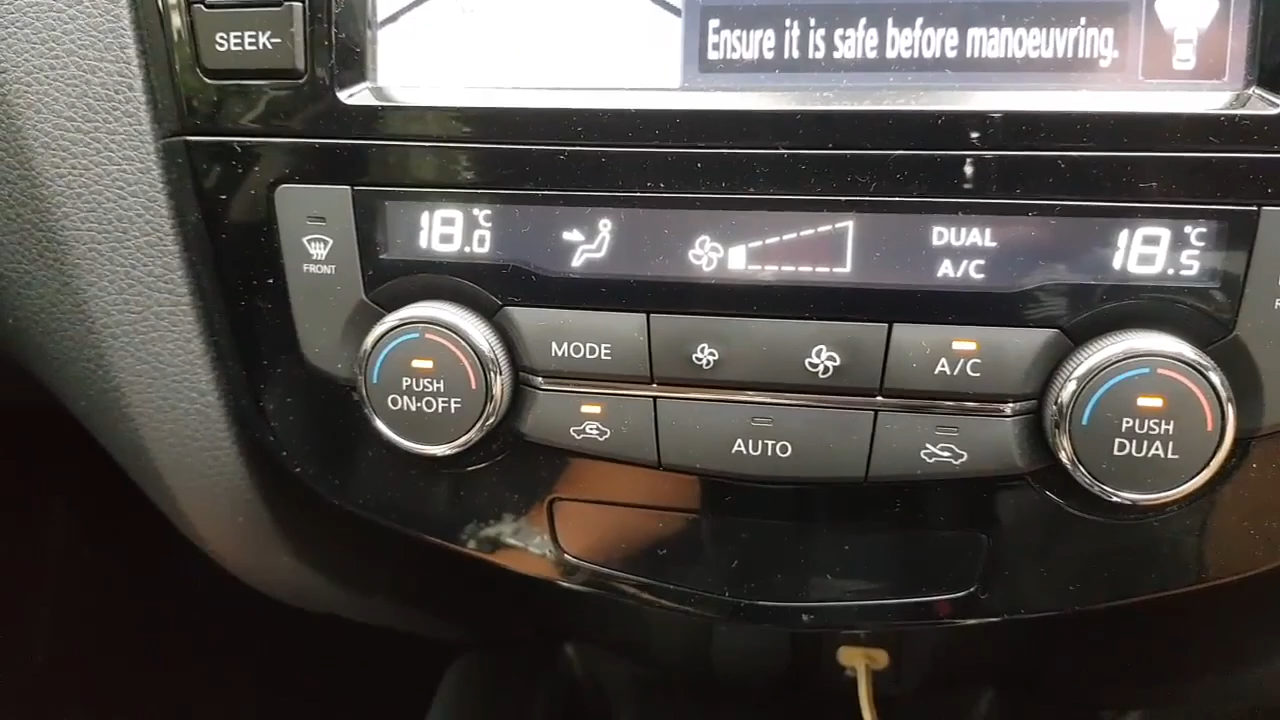 SEEK-
Ensure it is safe before manoeuvring.
FRONT
18.0°C
DUAL
A/C
18.5°C
PUSH
ON·OFF
MODE
A/C
AUTO
PUSH
DUAL